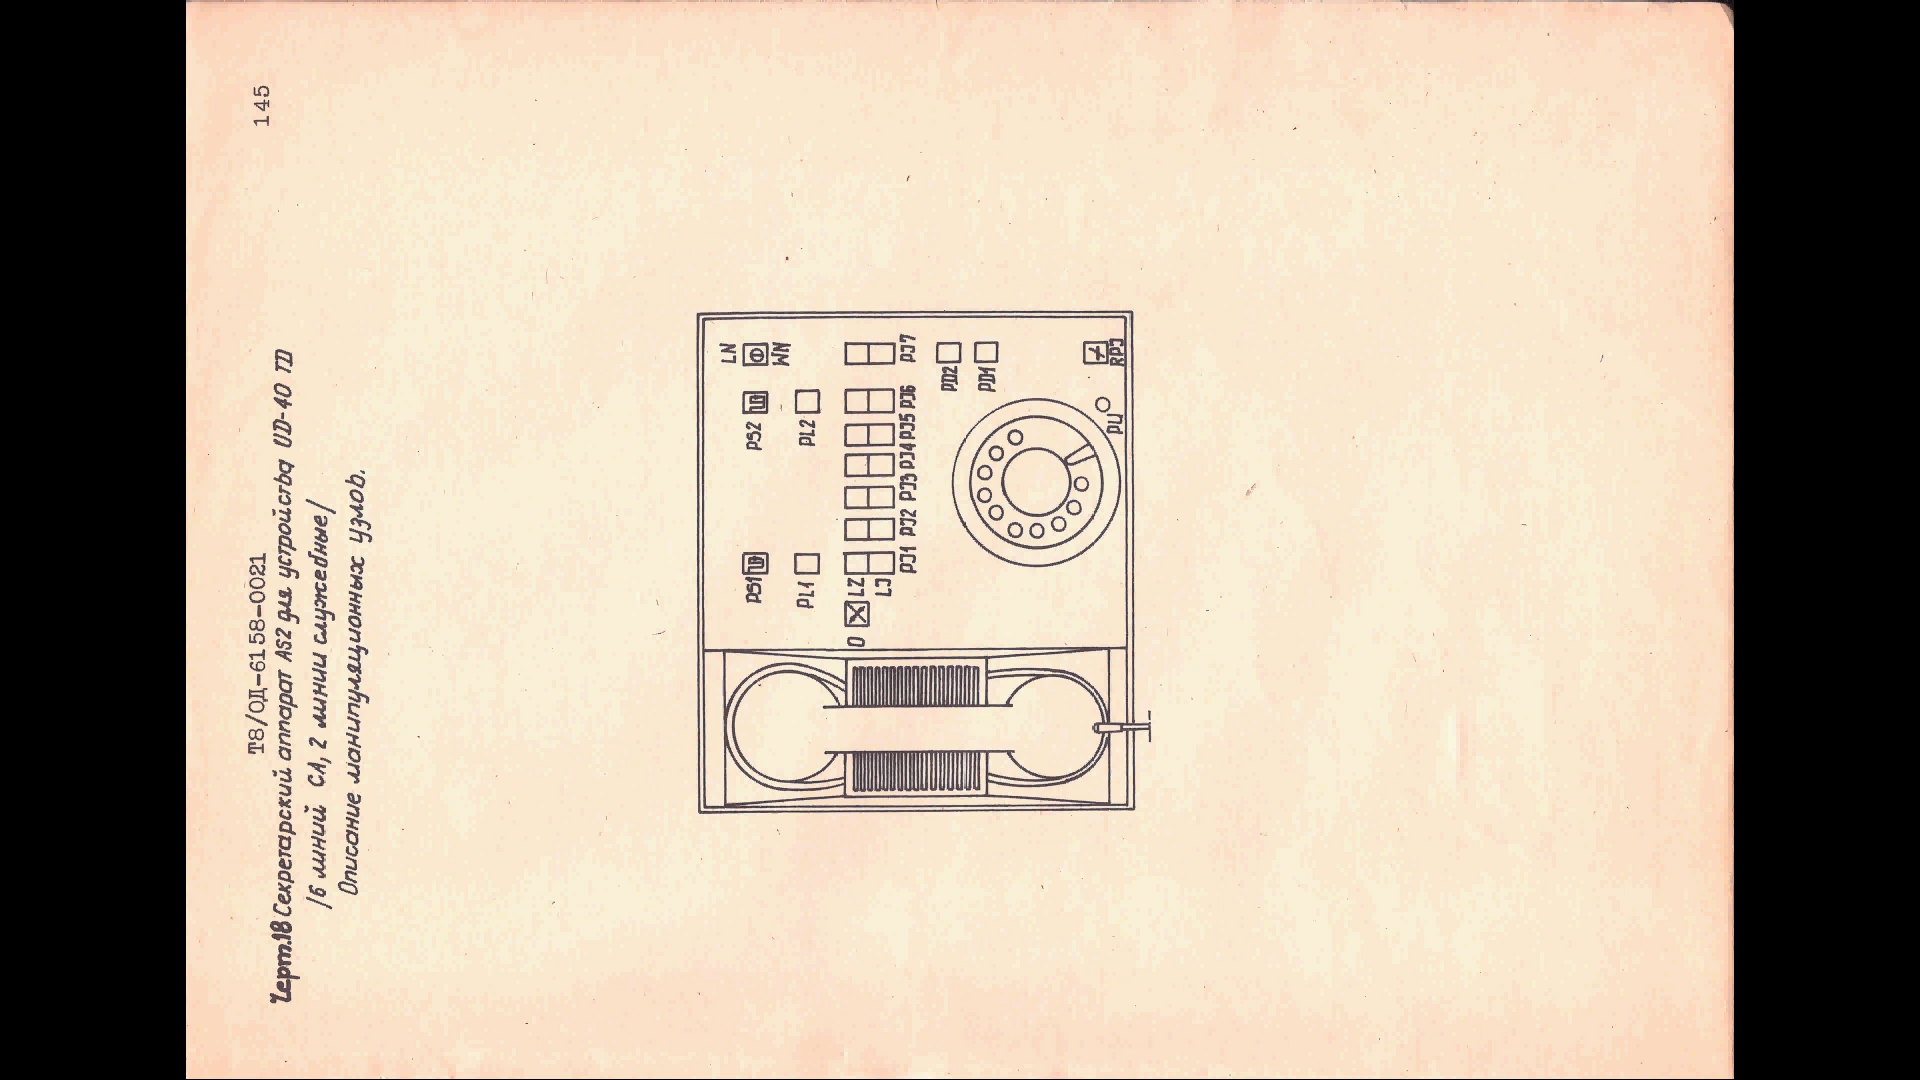 145
Т8/ОД-6158-0021
Черт.18 Секретарский аппарат AS2 для устройства UD-40 TD
/6 линий СА, 2 линии служебные/
Описание манипуляционных узлов.
PS1 PS2 LN
WN
PL1 PL2
O LZ
LJ
PJ1 PJ2 PJ3 PJ4 PJ5 PJ6 PJ7
PD2
PD1
PU RPJ